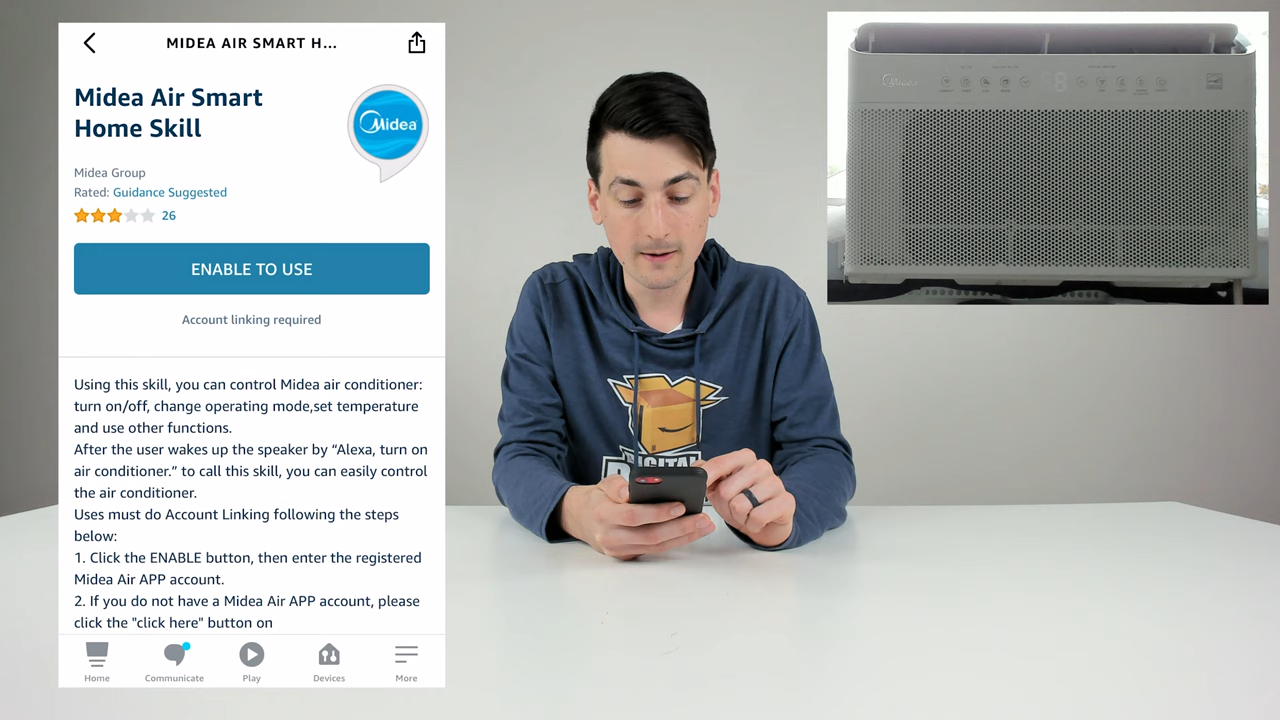 MIDEA AIR SMART H...
Midea Air Smart
Home Skill
Midea
Midea Group
Rated: Guidance Suggested
26
ENABLE TO USE
Account linking required
Using this skill, you can control Midea air conditioner:
turn on/off, change operating mode,set temperature
and use other functions.
After the user wakes up the speaker by “Alexa, turn on
air conditioner.” to call this skill, you can easily control
the air conditioner.
Uses must do Account Linking following the steps
below:
1. Click the ENABLE button, then enter the registered
Midea Air APP account.
2. If you do not have a Midea Air APP account, please
click the "click here" button on
Home
Communicate
Play
Devices
More
DIGITAL
Midea
8